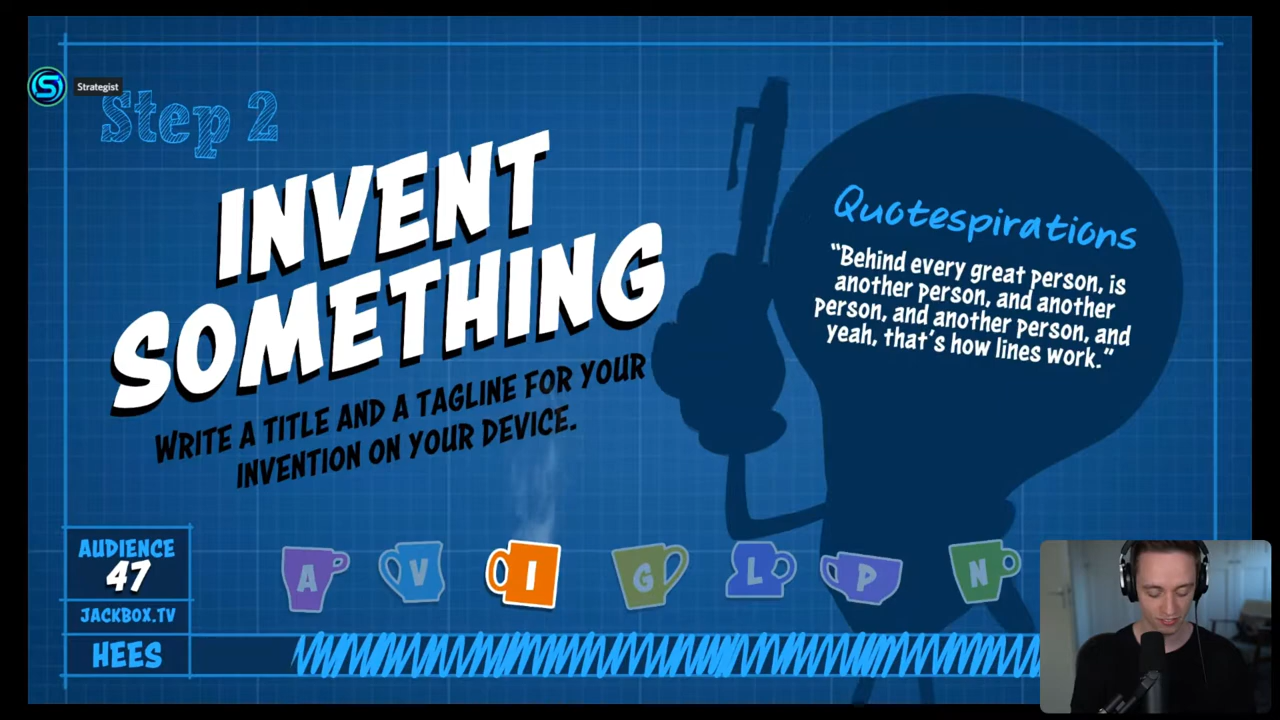 Strategist
Step 2
INVENT
SOMETHING
WRITE A TITLE AND A TAGLINE FOR YOUR
INVENTION ON YOUR DEVICE.
Quotespirations
“Behind every great person, is
another person, and another
person, and another person, and
yeah, that's how lines work.”
AUDIENCE
47
JACKBOX.TV
HEES
A V I G L P N